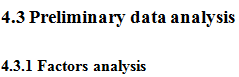 4.3 Preliminary data analysis
4.3.1 Factors analysis